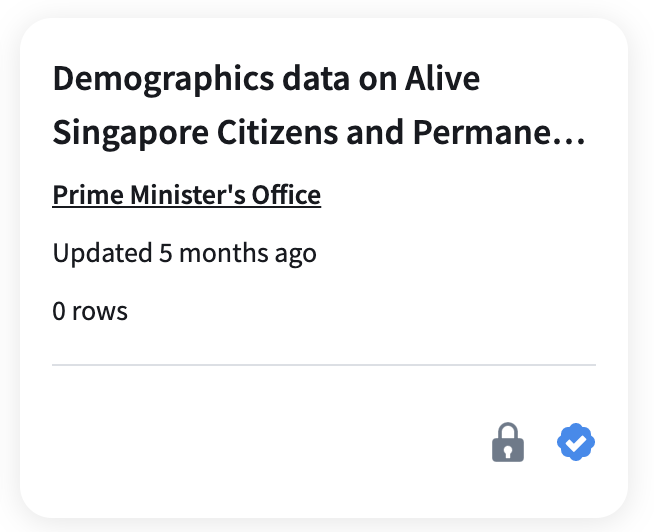 Demographics data on Alive
Singapore Citizens and Permane...
Prime Minister's Office
Updated 5 months ago
0 rows